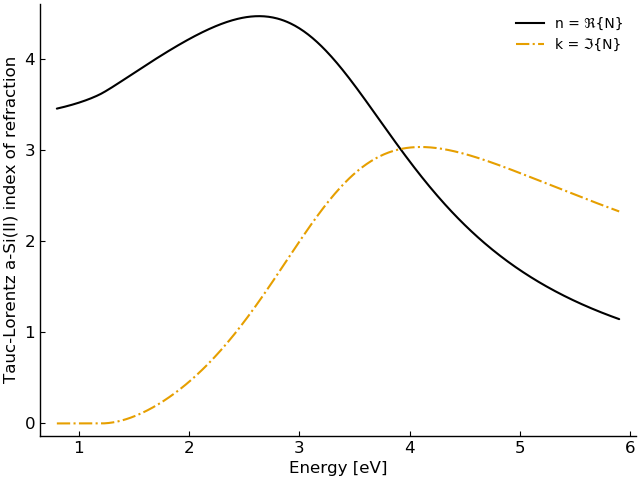 Tauc-Lorentz a-Si(II) index of refraction
4
3
2
1
0
n = ℜ{N}
k = ℑ{N}
1 2 3 4 5 6
Energy [eV]